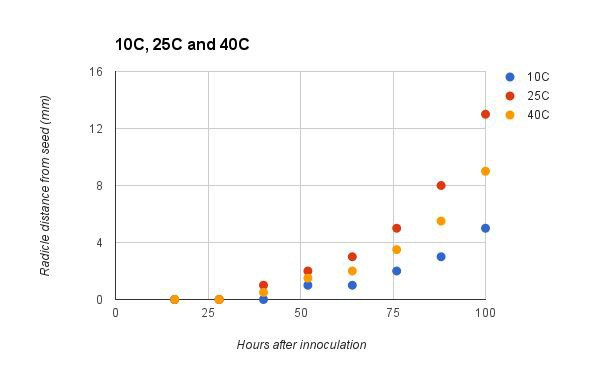 10C, 25C and 40C
10C
25C
40C
16
12
8
4
0
Radicle distance from seed (mm)
0 25 50 75 100
Hours after innoculation